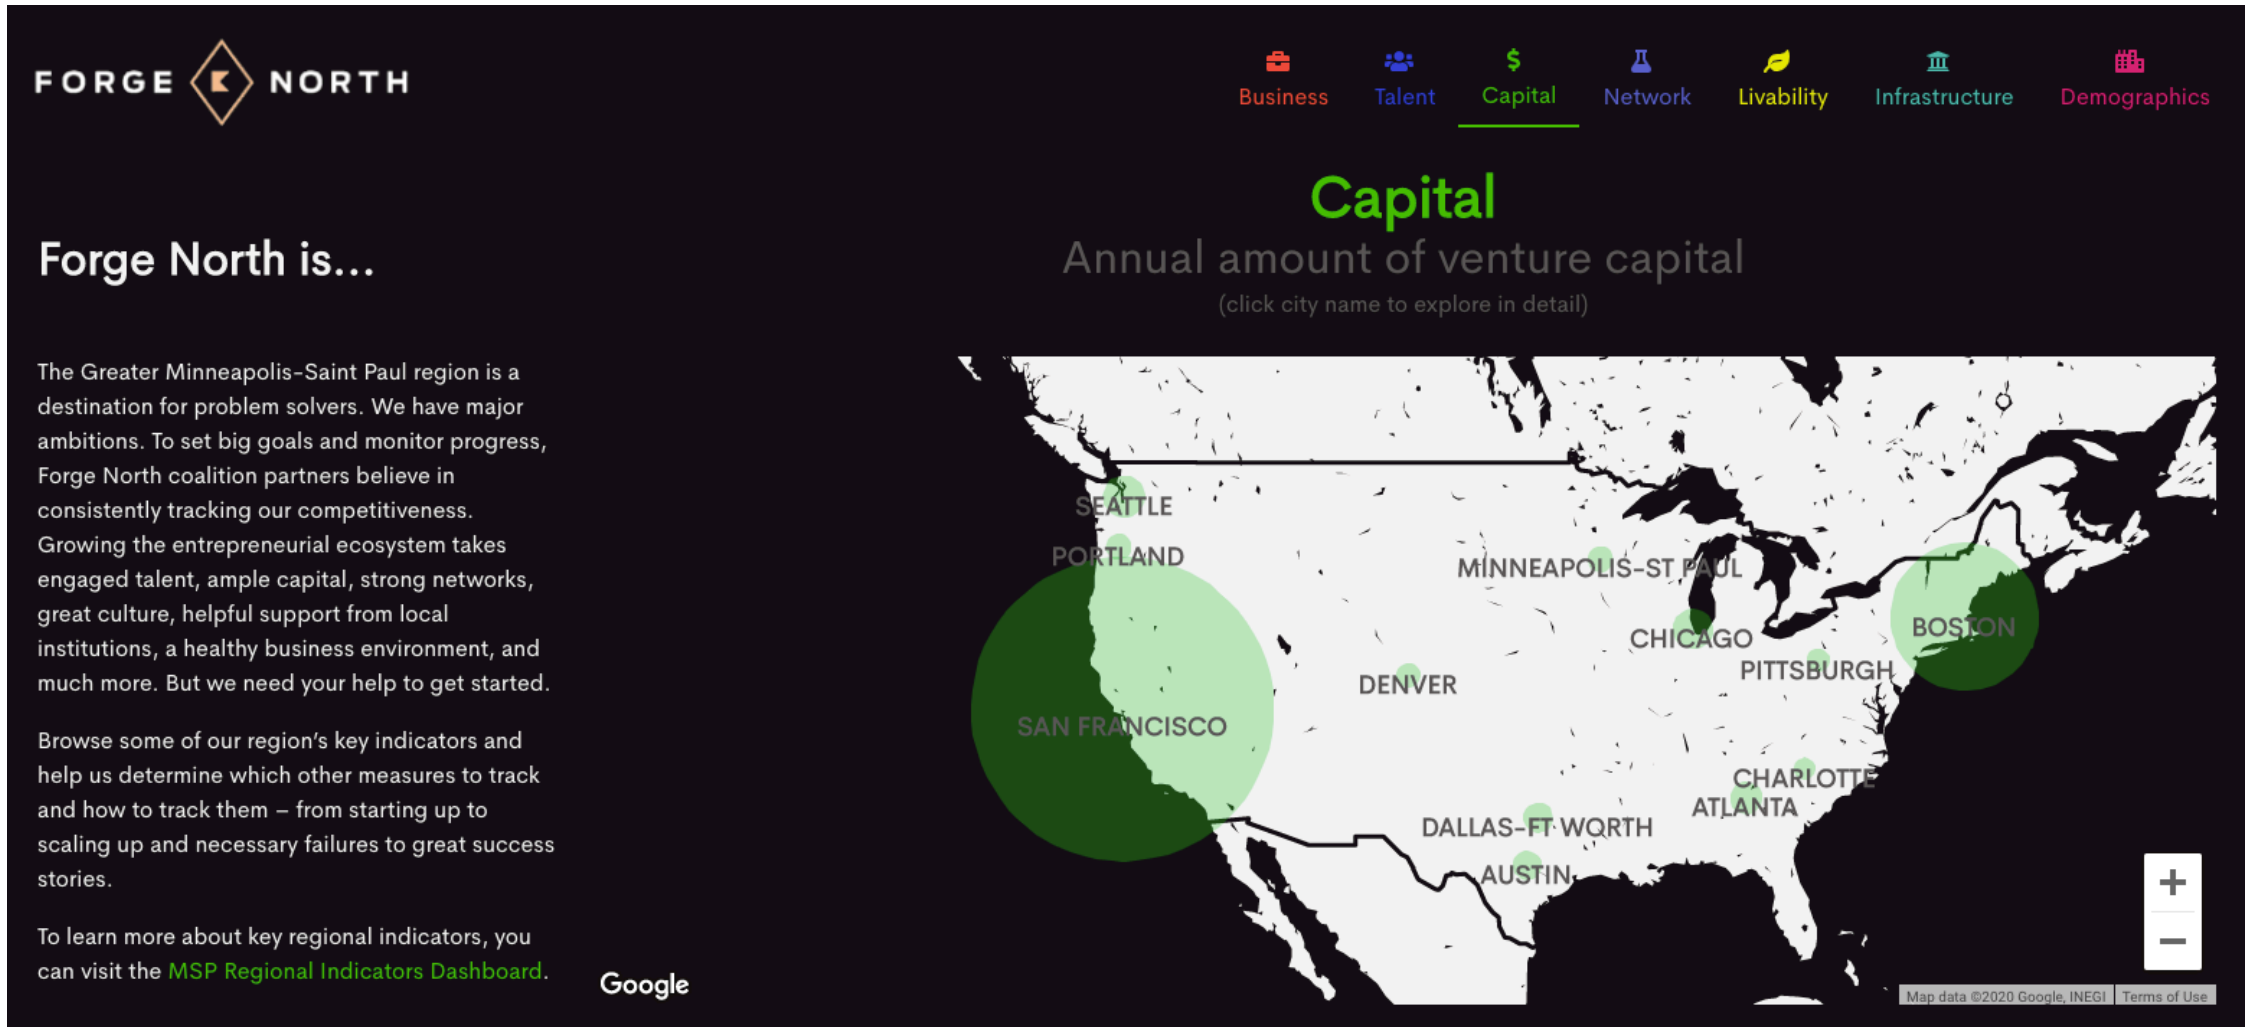 FORGE NORTH
Business
Talent
Capital
Network
Livability
Infrastructure
Demographics
Capital
Annual amount of venture capital
(click city name to explore in detail)
Forge North is...
The Greater Minneapolis-Saint Paul region is a
destination for problem solvers. We have major
ambitions. To set big goals and monitor progress,
Forge North coalition partners believe in
consistently tracking our competitiveness.
Growing the entrepreneurial ecosystem takes
engaged talent, ample capital, strong networks,
great culture, helpful support from local
institutions, a healthy business environment, and
much more. But we need your help to get started.
Browse some of our region's key indicators and
help us determine which other measures to track
and how to track them – from starting up to
scaling up and necessary failures to great success
stories.
To learn more about key regional indicators, you
can visit the MSP Regional Indicators Dashboard.
SEATTLE
PORTLAND
MINNEAPOLIS-ST PAUL
BOSTON
CHICAGO
PITTSBURGH
DENVER
SAN FRANCISCO
CHARLOTTE
ATLANTA
DALLAS-FT WORTH
AUSTIN
Google
Map data ©2020 Google, INEGI
Terms of Use